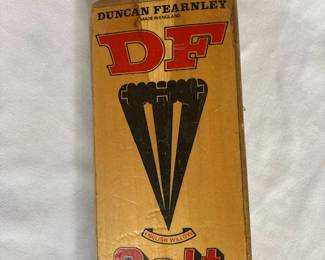 DUNCAN FEARNLEY
MADE IN ENGLAND
DF
ENGLISH WILLOW